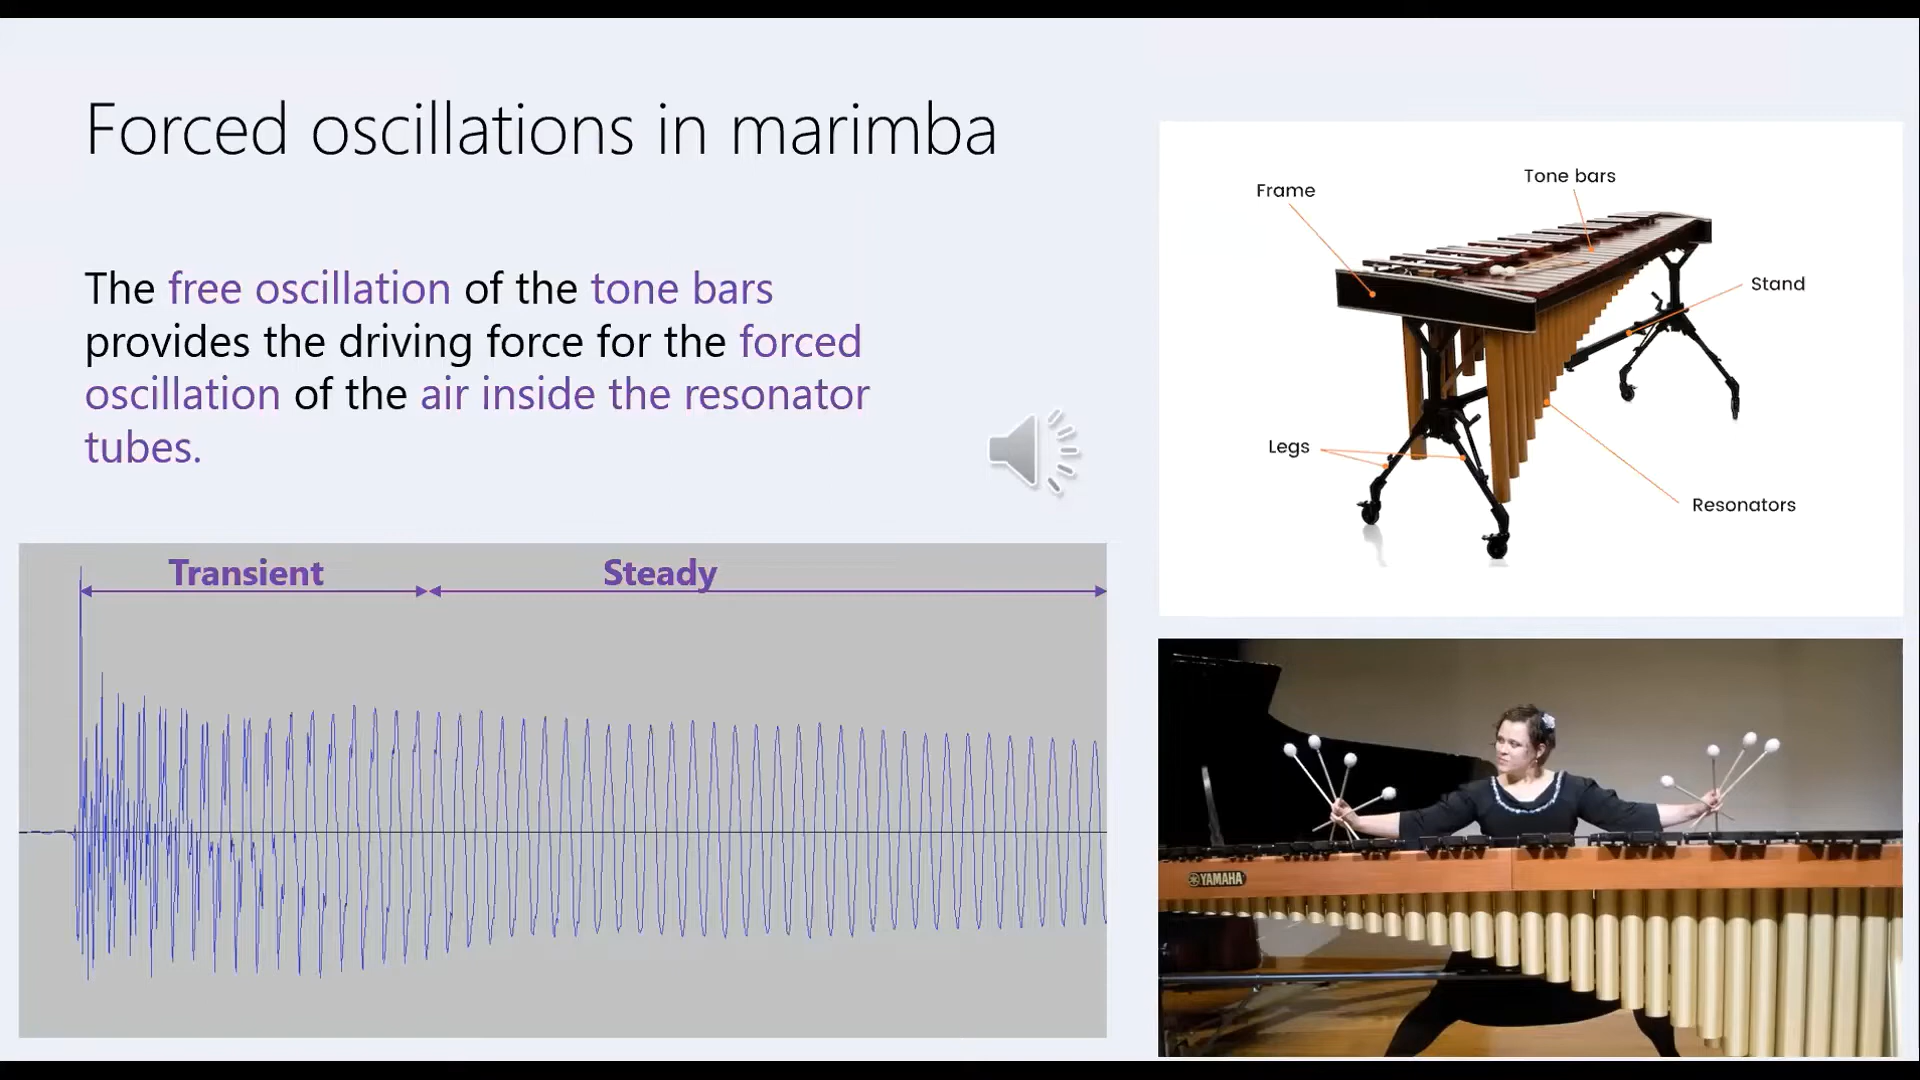 Forced oscillations in marimba
The free oscillation of the tone bars
provides the driving force for the forced
oscillation of the air inside the resonator
tubes.
Transient
Steady
Frame
Tone bars
Stand
Legs
Resonators
YAMAHA